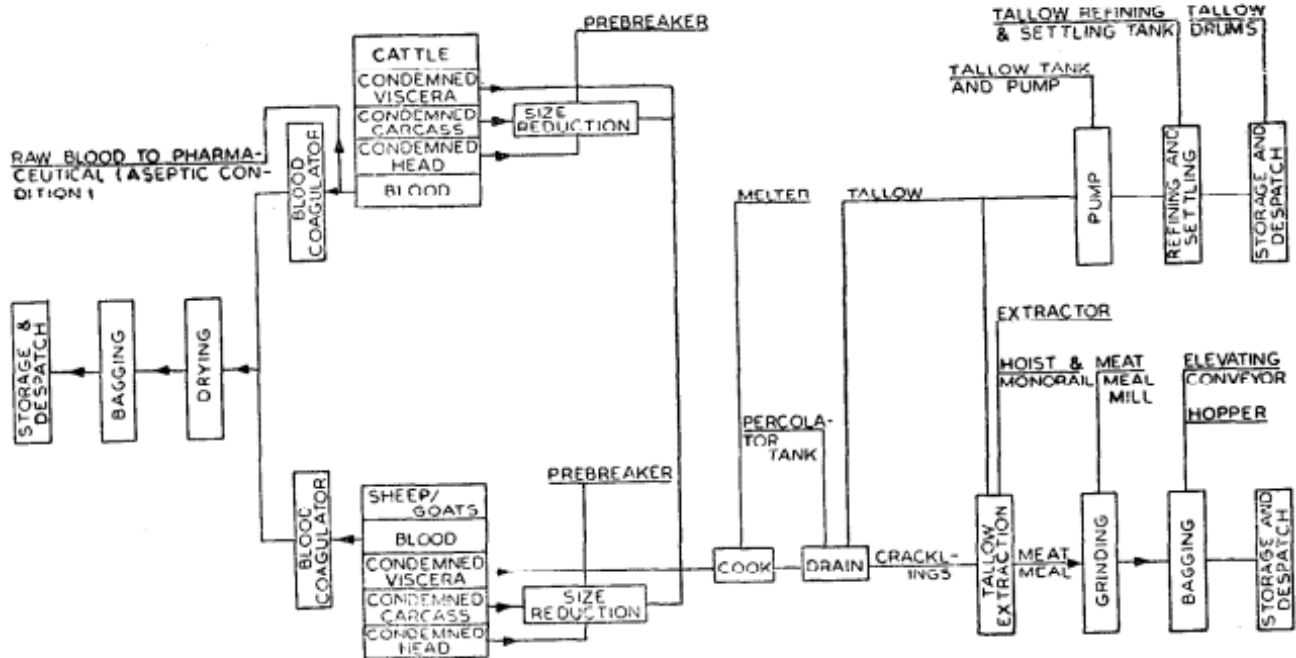 PREBREAKER
TALLOW REFINING
& SETTLING TANK
TALLOW
DRUMS
TALLOW TANK
AND PUMP
CATTLE
CONDEMNED
VISCERA
CONDEMNED
CARCASS
CONDEMNED
HEAD
BLOOD
SIZE
REDUCTION
RAW BLOOD TO PHARMA-
CEUTICAL (ASEPTIC CON-
DITION)
BLOOD
COAGULATOR
MELTER
TALLOW
PUMP
REFINING AND
SETTLING
STORAGE AND
DESPATCH
STORAGE &
DESPATCH
BAGGING
DRYING
EXTRACTOR
HOIST &
MONORAIL
MEAT
MEAL
MILL
ELEVATING
CONVEYOR
HOPPER
PERCOLA-
TOR
TANK
PREBREAKER
BLOOD
COAGULATOR
SHEEP/
GOATS
BLOOD
CONDEMNED
VISCERA
CONDEMNED
CARCASS
CONDEMNED
HEAD
SIZE
REDUCTION
COOK
DRAIN
CRACKL-
INGS
TALLOW
EXTRACTION
MEAT
MEAL
GRINDING
BAGGING
STORAGE AND
DESPATCH